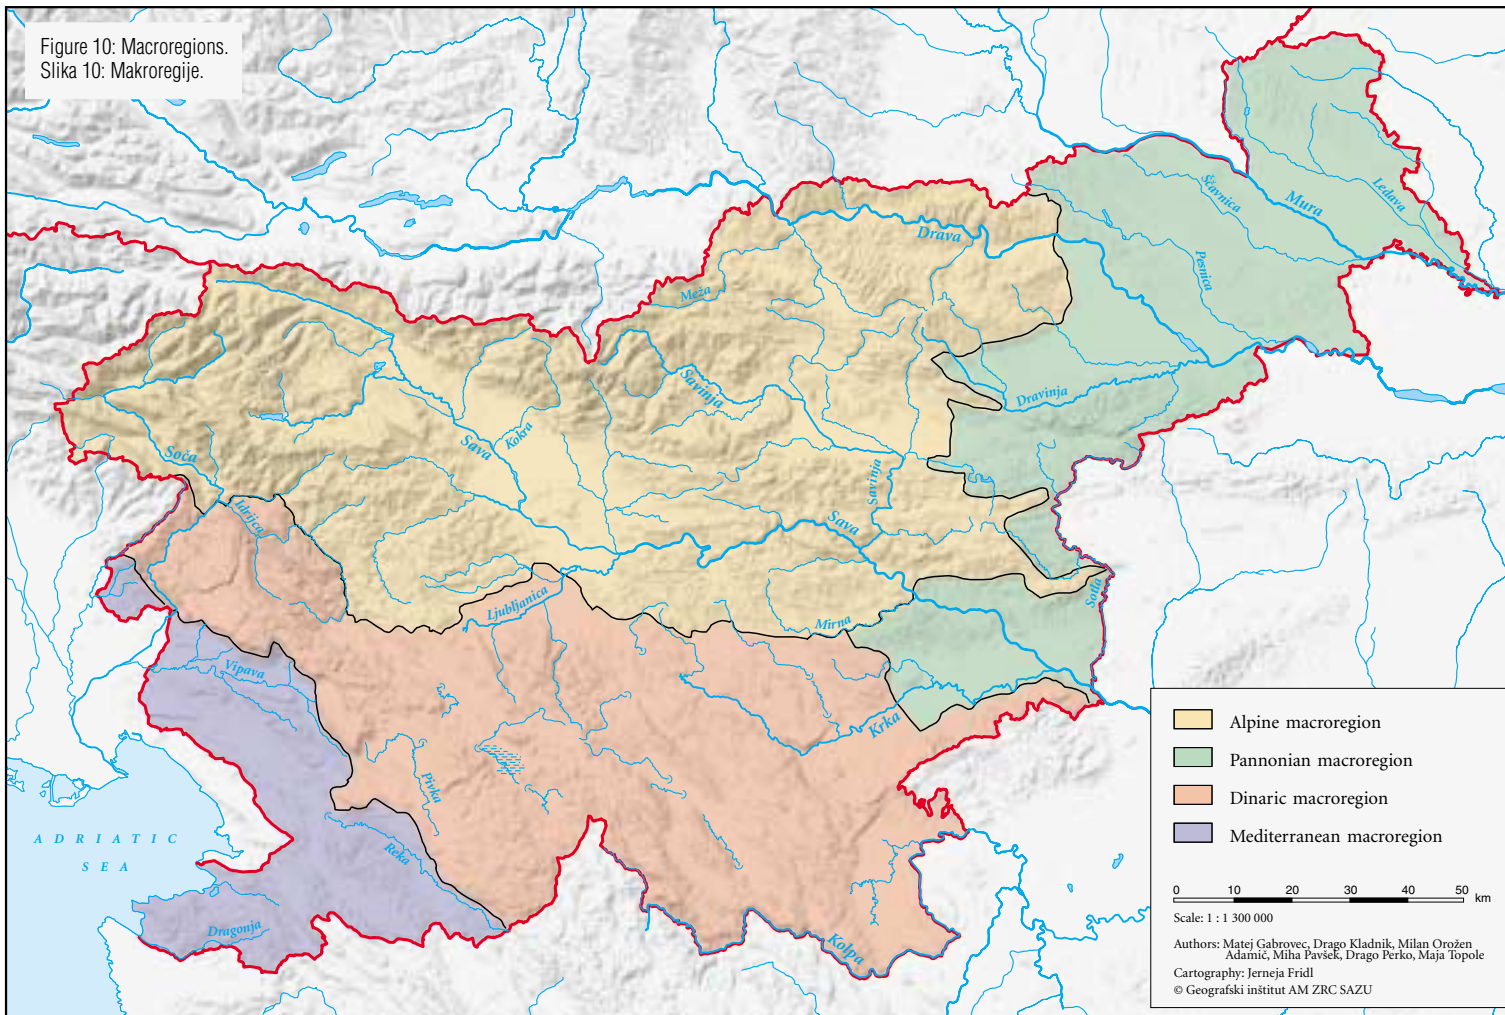 Figure 10: Macroregions.
Slika 10: Makroregije.
Ščavnica
Mura
Ledava
Drava
Pesnica
Meža
Savinja
Dravinja
Kokra
Sava
Soča
Savinja
Idrijca
Sava
Sotla
Ljubljanica
Mirna
Vipava
Krka
Pivka
ADRIATIC
SEA
Reka
Dragonja
Kolpa
Alpine macroregion
Pannonian macroregion
Dinaric macroregion
Mediterranean macroregion
0 10 20 30 40 50 km
Scale: 1 : 1 300 000
Authors: Matej Gabrovec, Drago Kladnik, Milan Orožen
Adamič, Miha Pavšek, Drago Perko, Maja Topole
Cartography: Jerneja Fridl
© Geografski inštitut AM ZRC SAZU